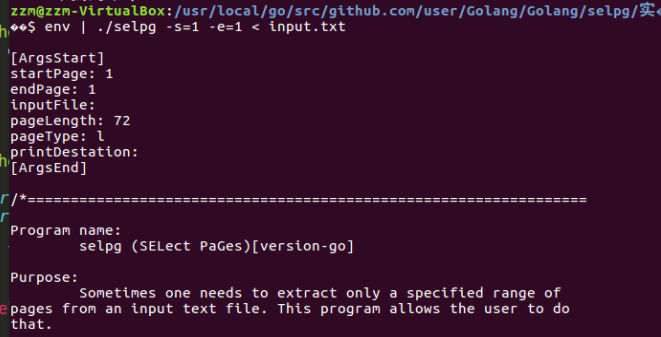 zzm@zzm-VirtualBox:/usr/local/go/src/github.com/user/Golang/Golang/selpg/实
$ env | ./selpg -s=1 -e=1 < input.txt
[ArgsStart]
startPage: 1
endPage: 1
inputFile:
pageLength: 72
pageType: l
printDestation:
[ArgsEnd]
/*=================================================================
Program name:
selpg (SELect PaGes)[version-go]
Purpose:
Sometimes one needs to extract only a specified range of
pages from an input text file. This program allows the user to do
that.